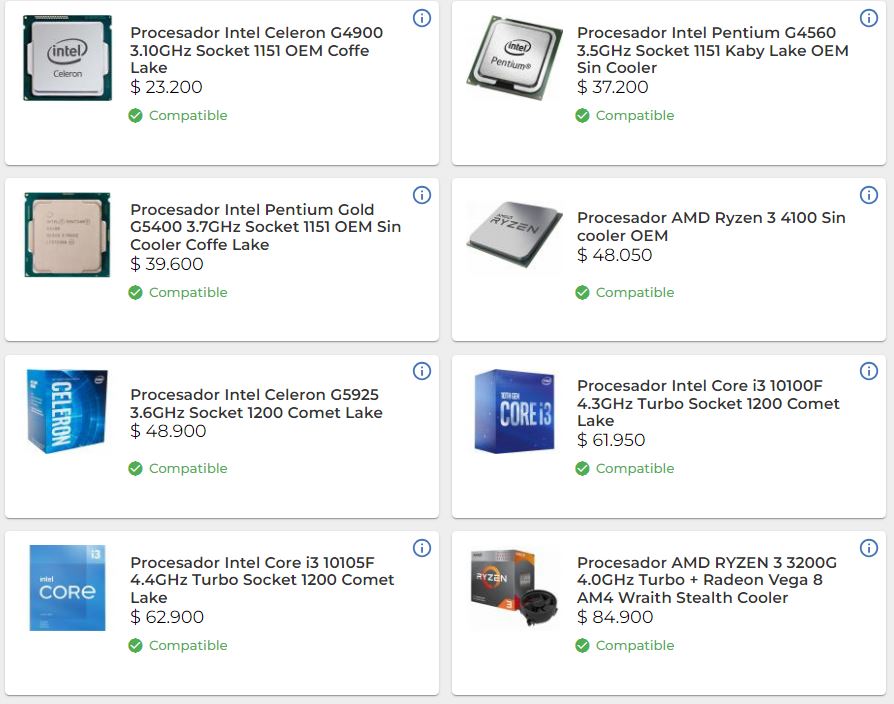 intel
Celeron
Procesador Intel Celeron G4900
3.10GHz Socket 1151 OEM Coffe
Lake
$ 23.200
Compatible
intel
Pentium®
Procesador Intel Pentium G4560
3.5GHz Socket 1151 Kaby Lake OEM
Sin Cooler
$ 37.200
Compatible
Procesador Intel Pentium Gold
G5400 3.7GHz Socket 1151 OEM Sin
Cooler Coffe Lake
$ 39.600
Compatible
AMD
RYZEN
Procesador AMD Ryzen 3 4100 Sin
cooler OEM
$ 48.050
Compatible
CELERON
Procesador Intel Celeron G5925
3.6GHz Socket 1200 Comet Lake
$ 48.900
Compatible
10TH GEN
CORE i3
Procesador Intel Core i3 10100F
4.3GHz Turbo Socket 1200 Comet
Lake
$ 61.950
Compatible
i3
intel
CORE
Procesador Intel Core i3 10105F
4.4GHz Turbo Socket 1200 Comet
Lake
$ 62.900
Compatible
RYZEN
3
Procesador AMD RYZEN 3 3200G
4.0GHz Turbo + Radeon Vega 8
AM4 Wraith Stealth Cooler
$ 84.900
Compatible